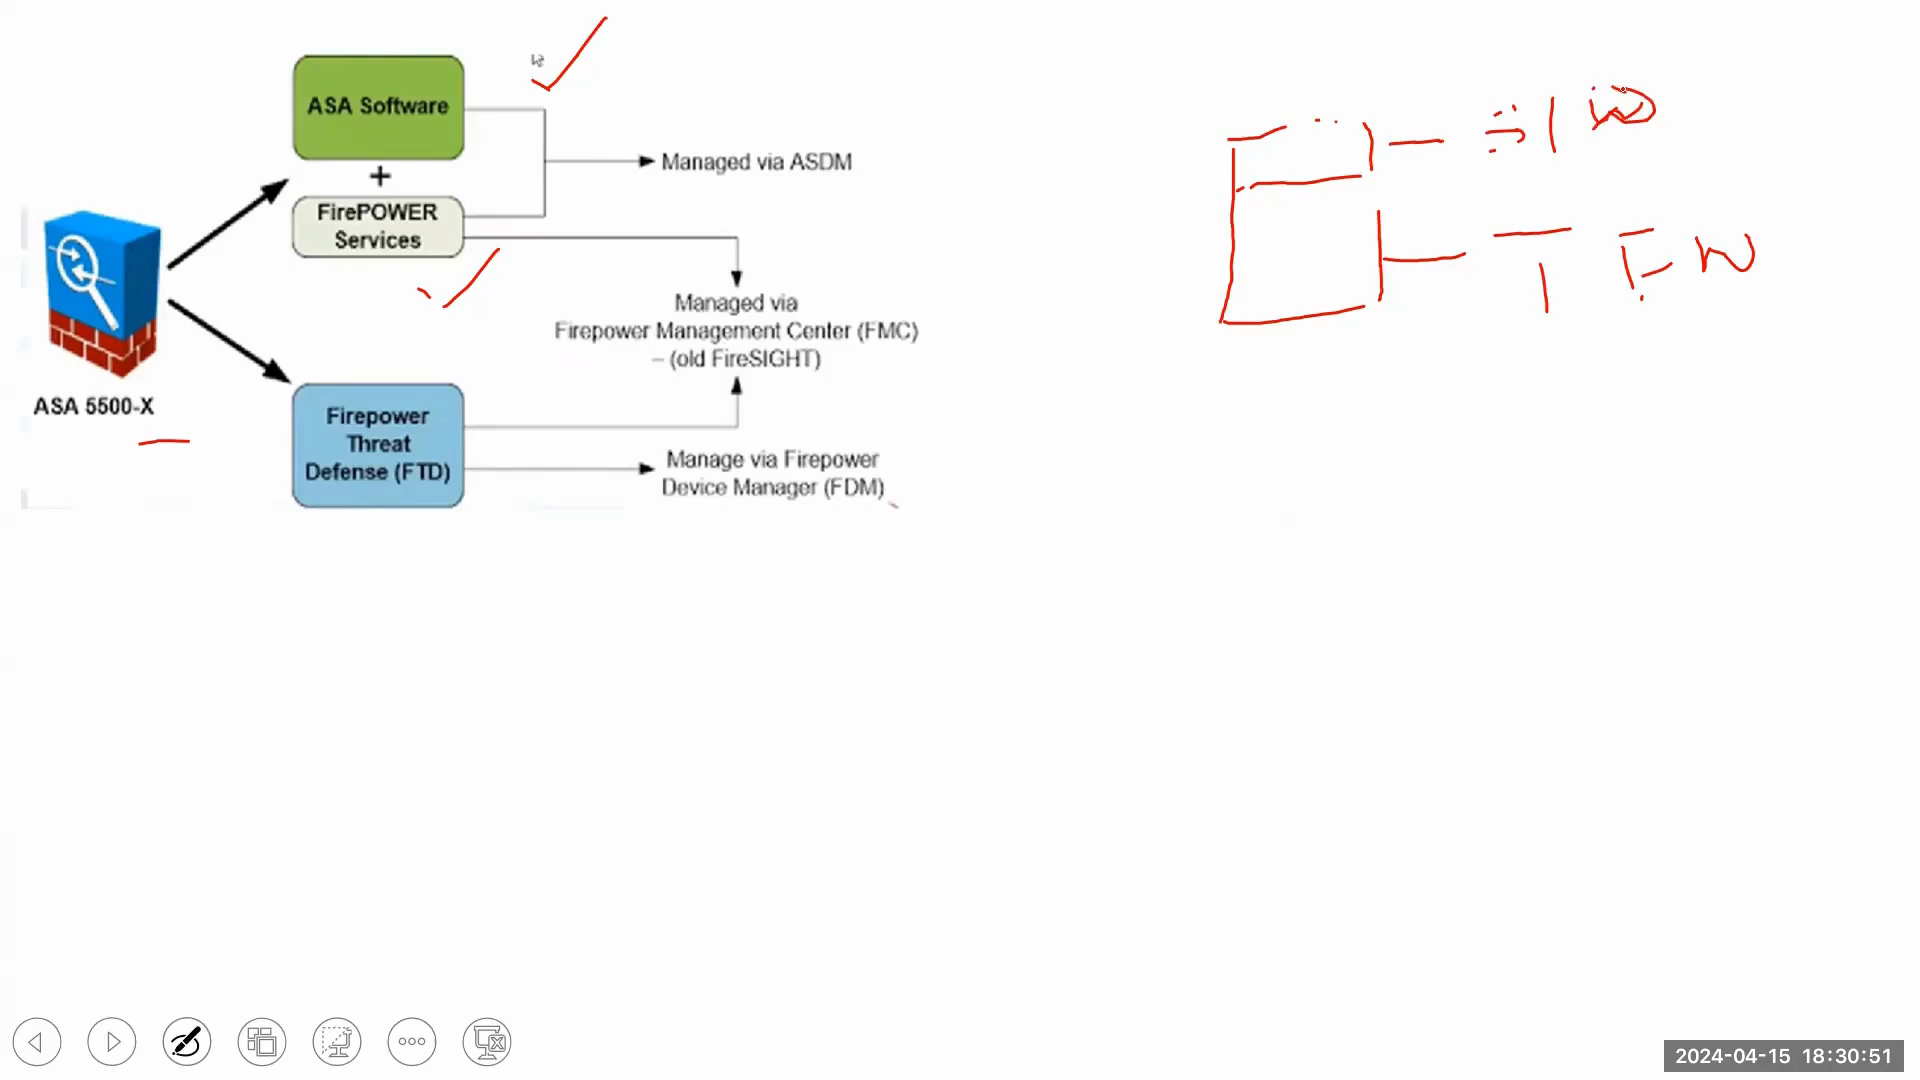 ASA Software
+
FirePOWER
Services
Managed via ASDM
Managed via
Firepower Management Center (FMC)
– (old FireSIGHT)
ASA 5500-X
Firepower
Threat
Defense (FTD)
Manage via Firepower
Device Manager (FDM)
T FW
2024-04-15 18:30:51